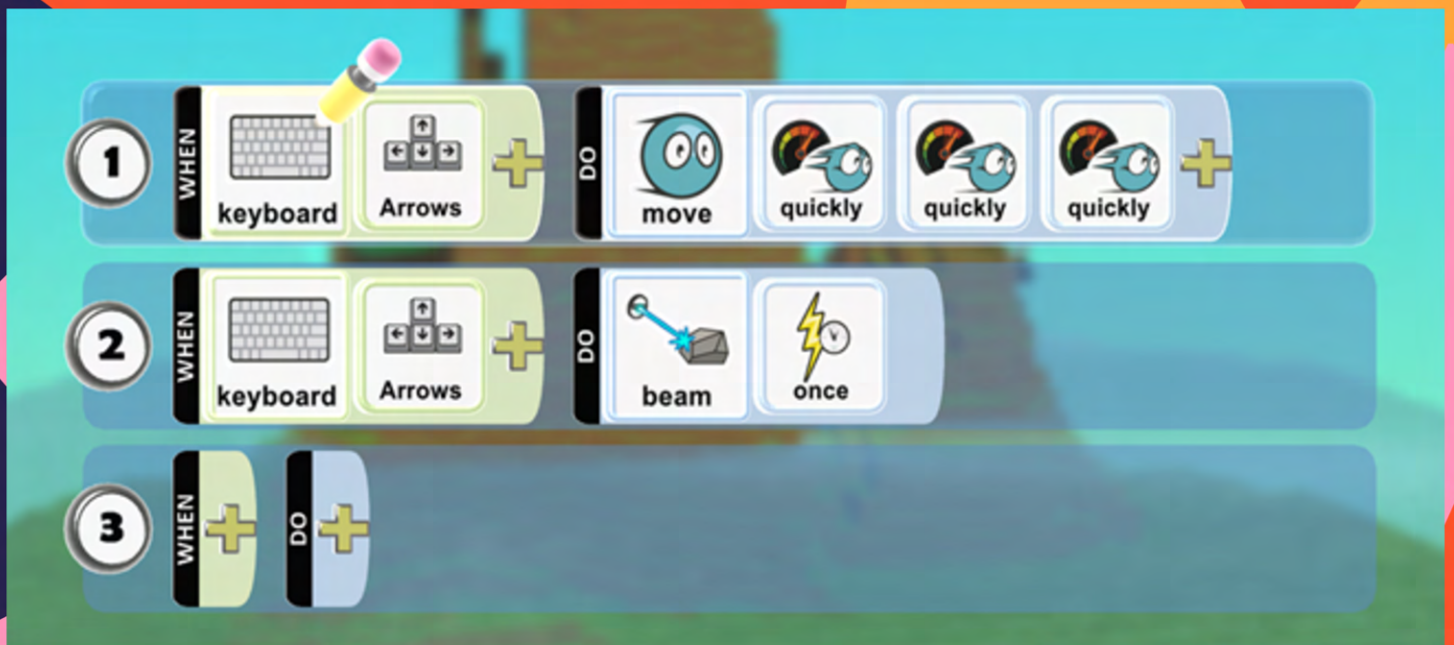 1 WHEN keyboard Arrows DO move quickly quickly quickly
2 WHEN keyboard Arrows DO beam once
3 WHEN DO